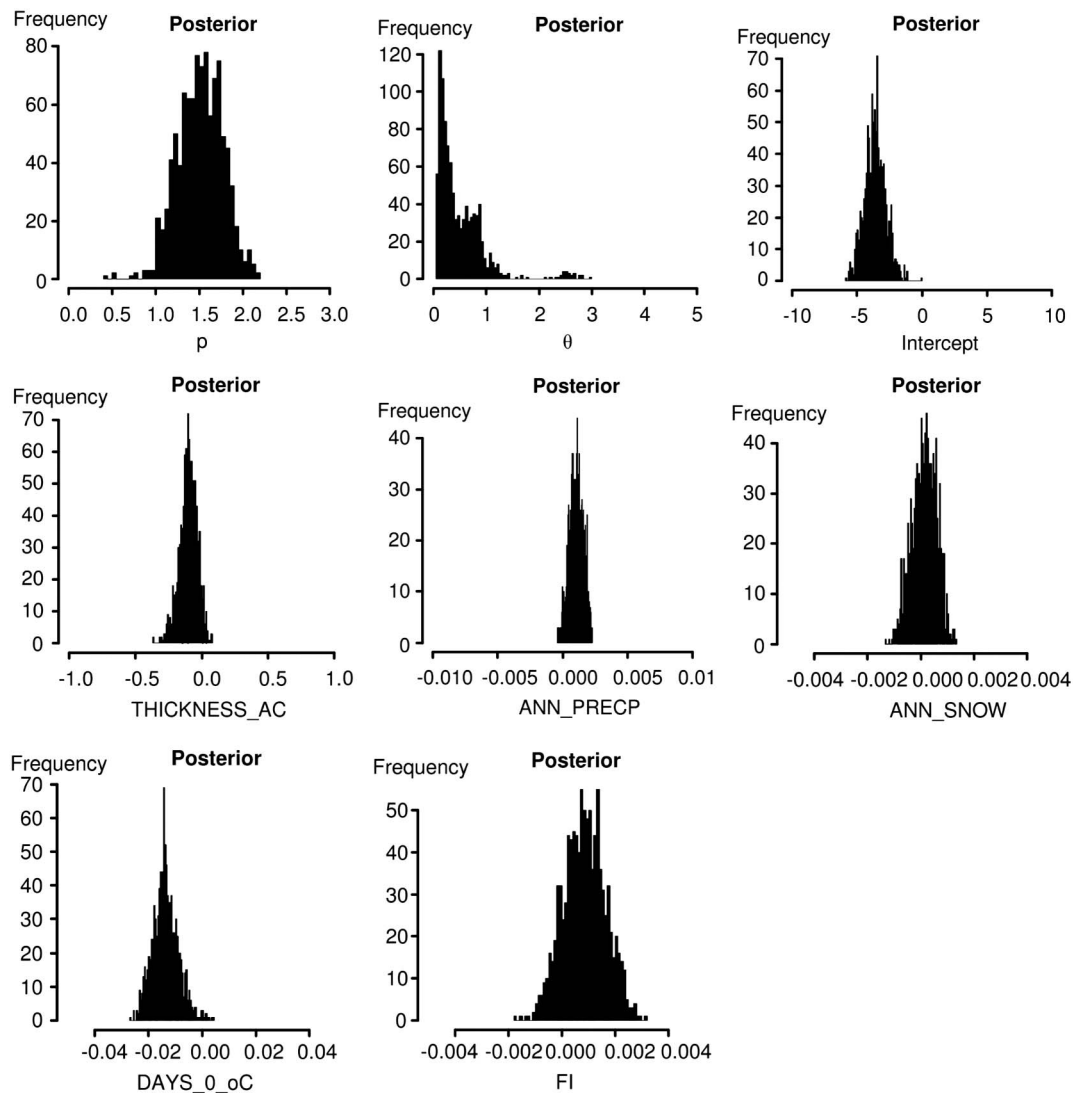 Frequency Posterior
80
60
40
20
0
0.0 0.5 1.0 1.5 2.0 2.5 3.0
p
Frequency Posterior
120
100
80
60
40
20
0
0 1 2 3 4 5
θ
Frequency Posterior
70
60
50
40
30
20
10
0
-10 -5 0 5 10
Intercept
Frequency Posterior
70
60
50
40
30
20
10
0
-1.0 -0.5 0.0 0.5 1.0
THICKNESS_AC
Frequency Posterior
40
30
20
10
0
-0.010 -0.005 0.000 0.005 0.01
ANN_PRECP
Frequency Posterior
40
30
20
10
0
-0.004 -0.002 0.000 0.002 0.004
ANN_SNOW
Frequency Posterior
70
60
50
40
30
20
10
0
-0.04 -0.02 0.00 0.02 0.04
DAYS_0_oC
Frequency Posterior
50
40
30
20
10
0
-0.004 -0.002 0.000 0.002 0.004
FI